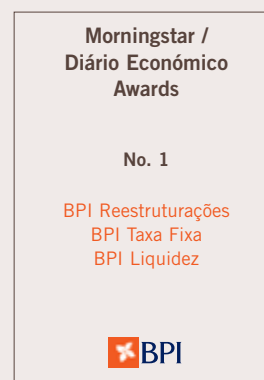 Morningstar /
Diário Económico
Awards
No. 1
BPI Reestruturações
BPI Taxa Fixa
BPI Liquidez
BPI